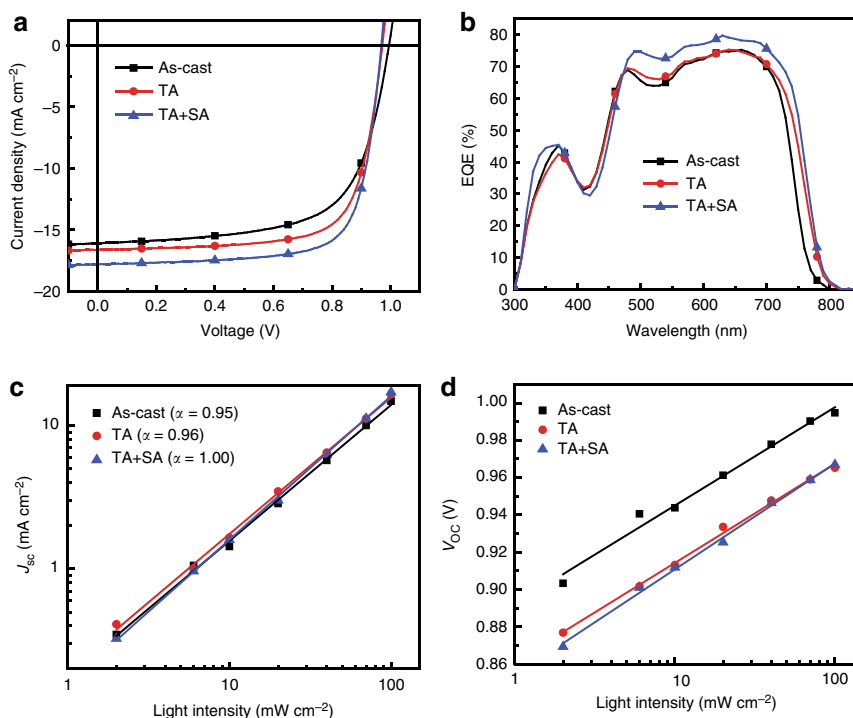 a
Current density (mA cm⁻²)
0
−5
−10
−15
−20
0.0 0.2 0.4 0.6 0.8 1.0
Voltage (V)
As-cast
TA
TA+SA
b
EQE (%)
80
70
60
50
40
30
20
10
0
300 400 500 600 700 800
Wavelength (nm)
As-cast
TA
TA+SA
c
Jsc (mA cm⁻²)
10
1
1 10 100
Light intensity (mW cm⁻²)
As-cast (α = 0.95)
TA (α = 0.96)
TA+SA (α = 1.00)
d
VOC (V)
1.00
0.98
0.96
0.94
0.92
0.90
0.88
0.86
1 10 100
Light intensity (mW cm⁻²)
As-cast
TA
TA+SA